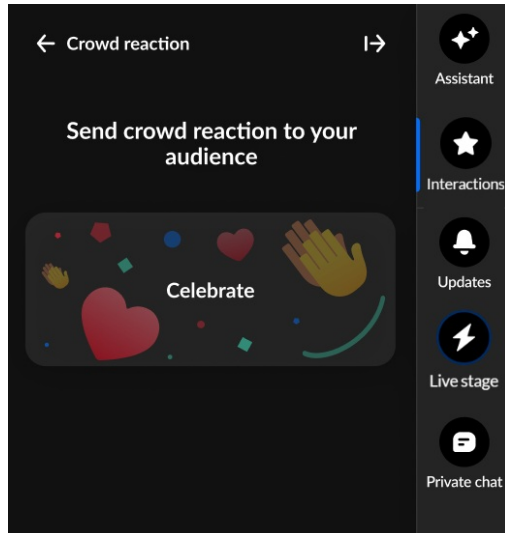 Crowd reaction
Send crowd reaction to your
audience
Celebrate
Assistant
Interactions
Updates
Live stage
Private chat